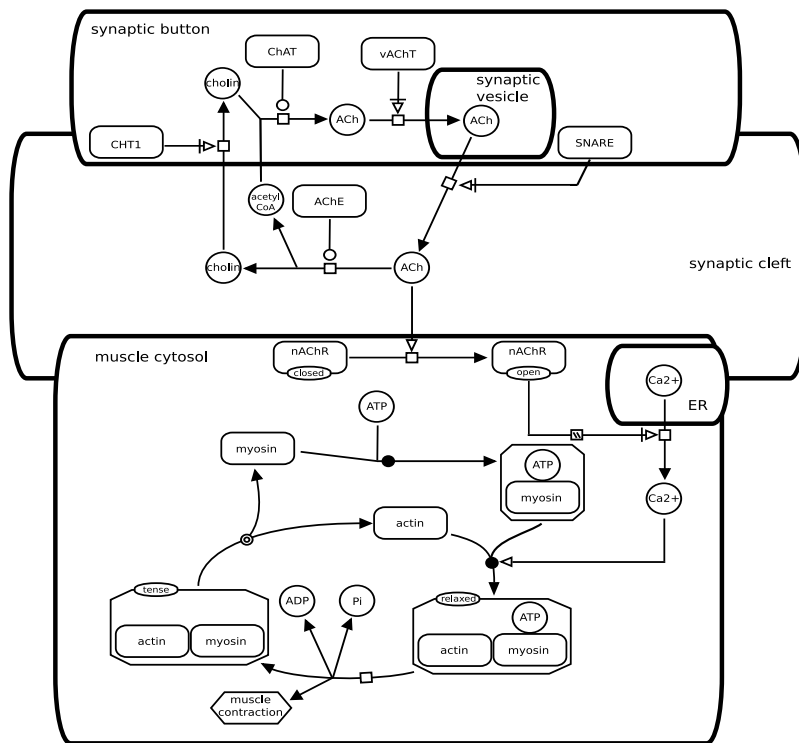 synaptic button
ChAT
vAChT
synaptic
vesicle
cholin
ACh
ACh
CHT1
SNARE
acetyl
CoA
AChE
cholin
ACh
synaptic cleft
muscle cytosol
nAChR
closed
nAChR
open
Ca2+
ER
ATP
myosin
ATP
myosin
Ca2+
actin
tense
actin
myosin
ADP
Pi
relaxed
ATP
actin
myosin
muscle
contraction